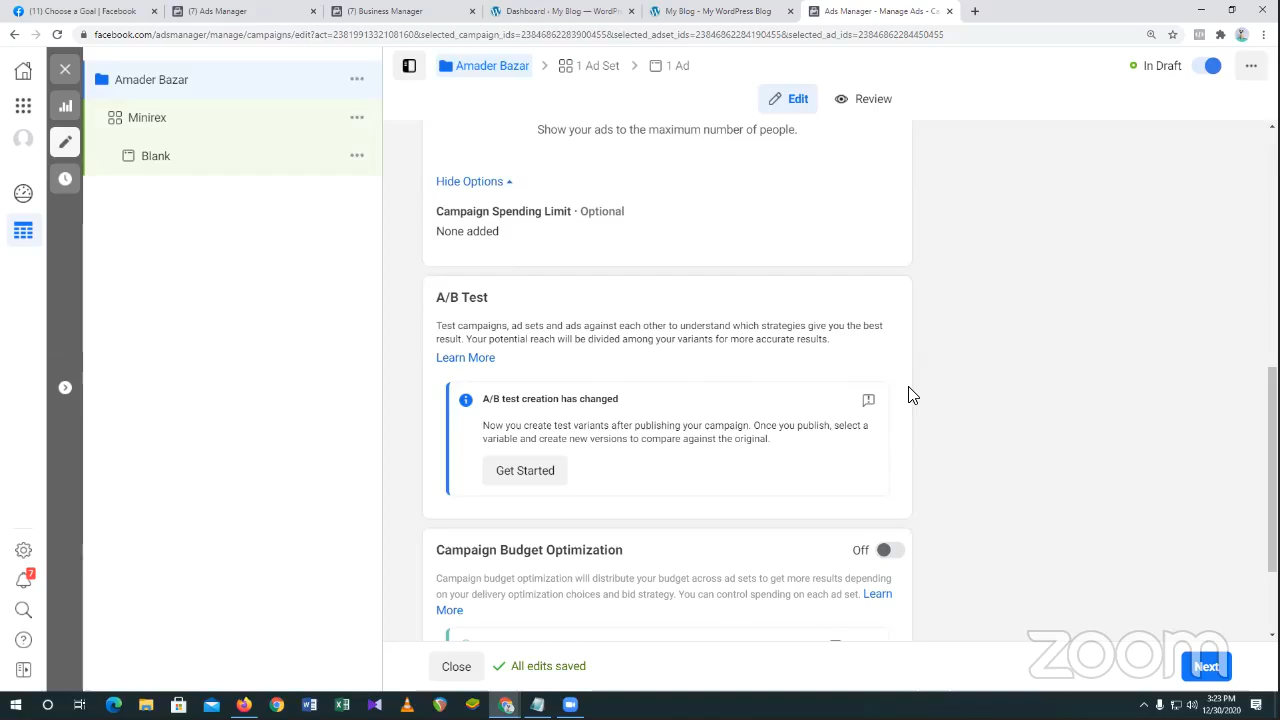 (1) Choose a Goal | Faceboo
(7) Ads Manager
(7) Business Manager
Dashboard ‹ My Blog — WordPre
My Blog – My WordPress Blog
Ads Manager - Manage Ads - Ca
facebook.com/adsmanager/manage/campaigns/edit?act=238199133210816​0&selected_campaign_ids=23846862839004455&selected_adset_ids=23846862284190455&selected_ad_ids=23846862284450455
Amader Bazar
Minirex
Blank
Amader Bazar
1 Ad Set
1 Ad
In Draft
Edit
Review
Show your ads to the maximum number of people.
Hide Options
Campaign Spending Limit · Optional
None added
A/B Test
Test campaigns, ad sets and ads against each other to understand which strategies give you the best
result. Your potential reach will be divided among your variants for more accurate results.
Learn More
A/B test creation has changed
Now you create test variants after publishing your campaign. Once you publish, select a
variable and create new versions to compare against the original.
Get Started
Campaign Budget Optimization
Off
Campaign budget optimization will distribute your budget across ad sets to get more results depending
on your delivery optimization choices and bid strategy. You can control spending on each ad set. Learn
More
7
Close
All edits saved
Next
zoom
3:23 PM
12/30/2020